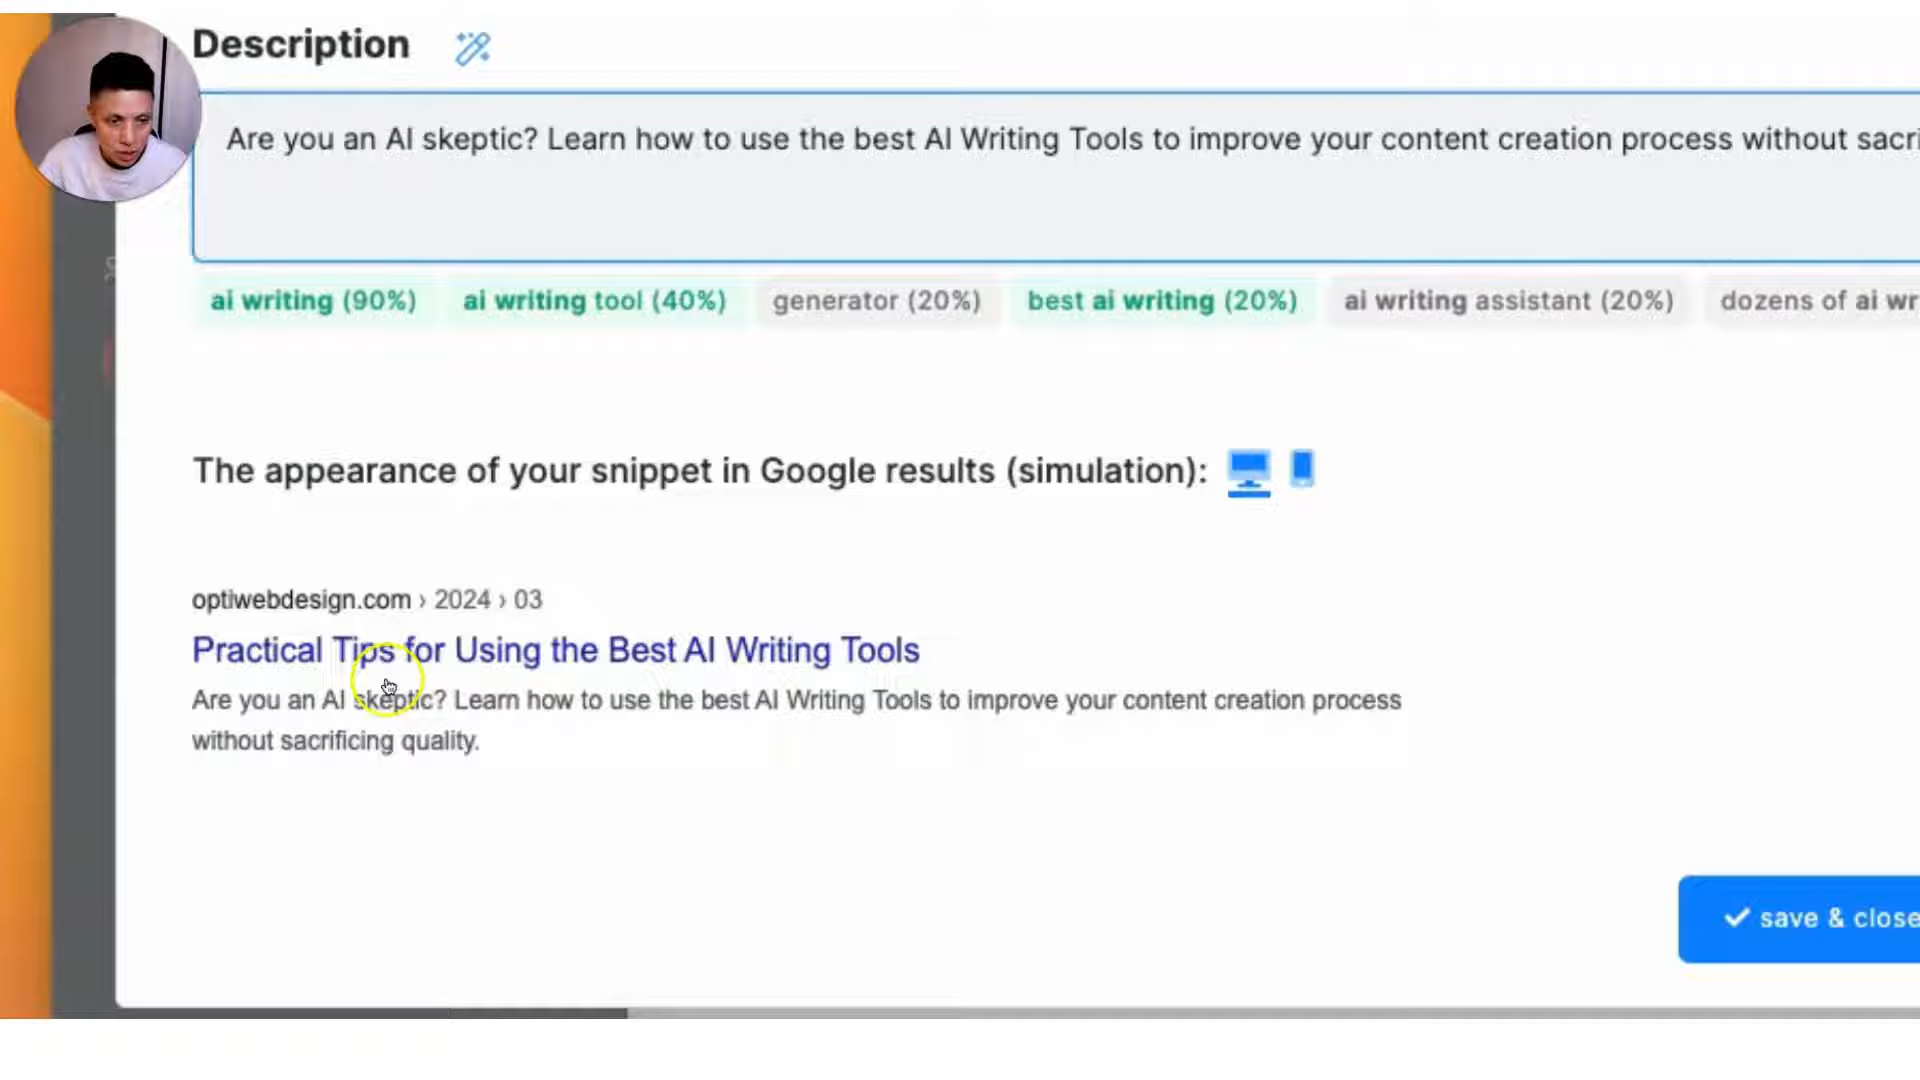 Description
Are you an AI skeptic? Learn how to use the best AI Writing Tools to improve your content creation process without sacri
ai writing (90%) ai writing tool (40%) generator (20%) best ai writing (20%) ai writing assistant (20%) dozens of ai wr
The appearance of your snippet in Google results (simulation):
optiwebdesign.com › 2024 › 03
Practical Tips for Using the Best AI Writing Tools
Are you an AI skeptic? Learn how to use the best AI Writing Tools to improve your content creation process
without sacrificing quality.
save & close